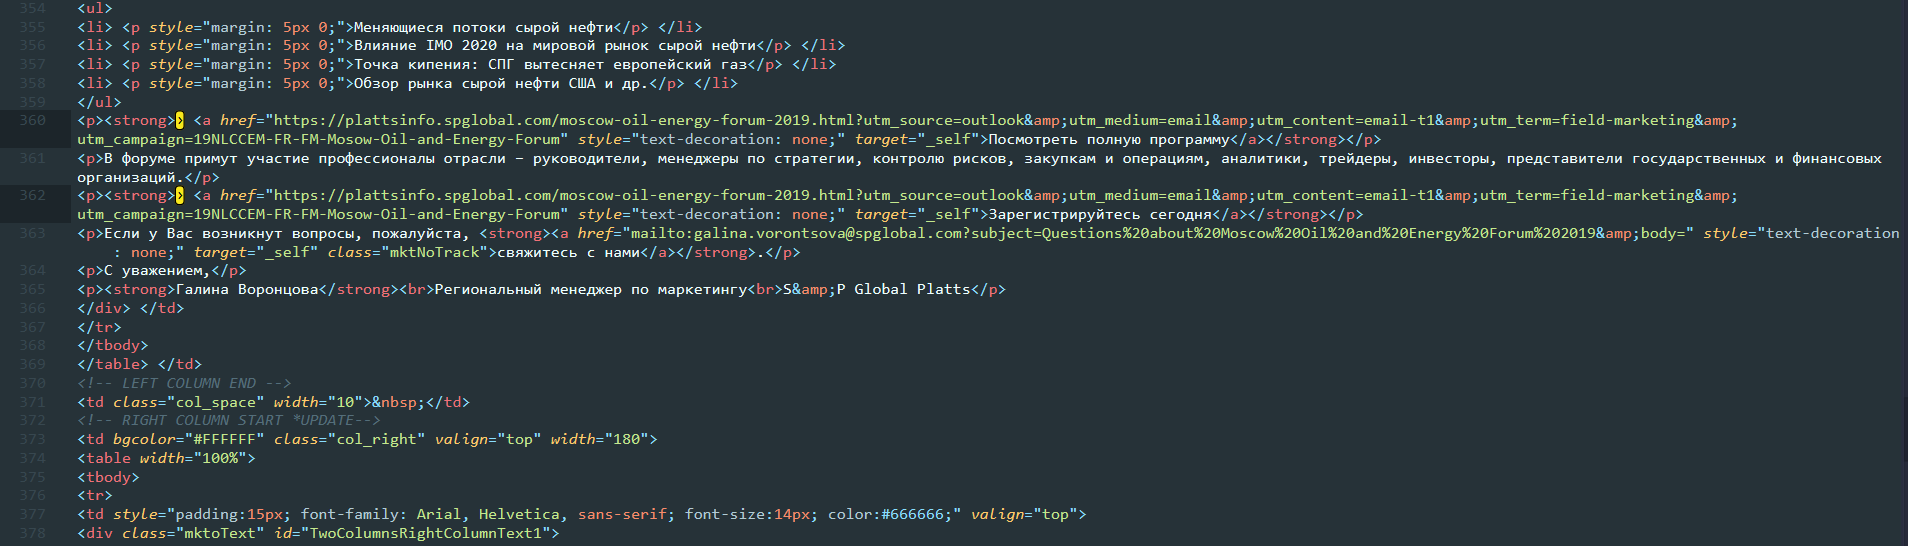 354 <ul>
355 <li> <p style="margin: 5px 0;">Меняющиеся потоки сырой нефти</p> </li>
356 <li> <p style="margin: 5px 0;">Влияние IMO 2020 на мировой рынок сырой нефти</p> </li>
357 <li> <p style="margin: 5px 0;">Точка кипения: СПГ вытесняет европейский газ</p> </li>
358 <li> <p style="margin: 5px 0;">Обзор рынка сырой нефти США и др.</p> </li>
359 </ul>
360 <p><strong>› <a href="https://plattsinfo.spglobal.com/moscow-oil-energy-forum-2019.html?utm_source=outlook&amp;utm_medium=email&amp;utm_content=email-t1&amp;utm_term=field-marketing&amp;
utm_campaign=19NLCCEM-FR-FM-Mosow-Oil-and-Energy-Forum" style="text-decoration: none;" target="_self">Посмотреть полную программу</a></strong></p>
361 <p>В форуме примут участие профессионалы отрасли – руководители, менеджеры по стратегии, контролю рисков, закупкам и операциям, аналитики, трейдеры, инвесторы, представители государственных и финансовых
организаций.</p>
362 <p><strong>› <a href="https://plattsinfo.spglobal.com/moscow-oil-energy-forum-2019.html?utm_source=outlook&amp;utm_medium=email&amp;utm_content=email-t1&amp;utm_term=field-marketing&amp;
utm_campaign=19NLCCEM-FR-FM-Mosow-Oil-and-Energy-Forum" style="text-decoration: none;" target="_self">Зарегистрируйтесь сегодня</a></strong></p>
363 <p>Если у Вас возникнут вопросы, пожалуйста, <strong><a href="mailto:galina.vorontsova@spglobal.com?subject=Questions%20about%20Moscow%20Oil%20and%20Energy%20Forum%202019&amp;body=" style="text-decoration
: none;" target="_self" class="mktNoTrack">свяжитесь с нами</a></strong>.</p>
364 <p>С уважением,</p>
365 <p><strong>Галина Воронцова</strong><br>Региональный менеджер по маркетингу<br>S&amp;P Global Platts</p>
366 </div> </td>
367 </tr>
368 </tbody>
369 </table> </td>
370 <!-- LEFT COLUMN END -->
371 <td class="col_space" width="10">&nbsp;</td>
372 <!-- RIGHT COLUMN START *UPDATE-->
373 <td bgcolor="#FFFFFF" class="col_right" valign="top" width="180">
374 <table width="100%">
375 <tbody>
376 <tr>
377 <td style="padding:15px; font-family: Arial, Helvetica, sans-serif; font-size:14px; color:#666666;" valign="top">
378 <div class="mktoText" id="TwoColumnsRightColumnText1">